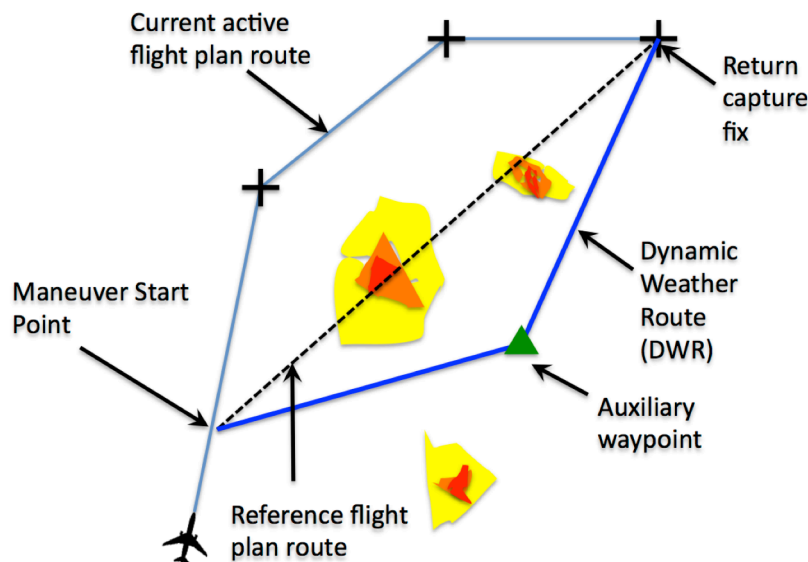 Current active
flight plan route
Return
capture
fix
Dynamic
Weather
Route
(DWR)
Maneuver Start
Point
Auxiliary
waypoint
Reference flight
plan route